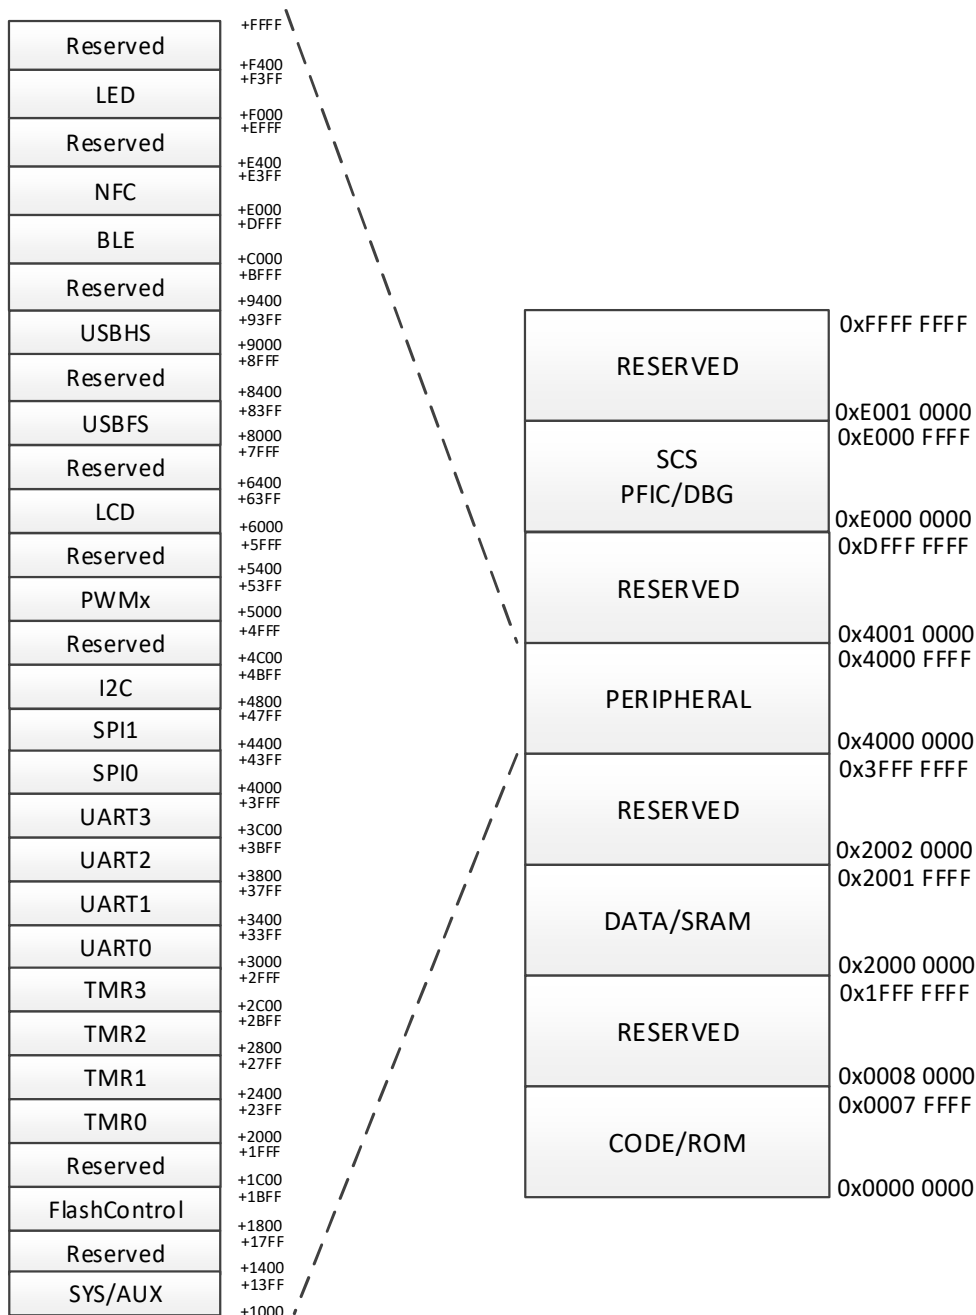 Reserved
+FFFF
+F400
LED
+F3FF
+F000
Reserved
+EFFF
+E400
NFC
+E3FF
+E000
BLE
+DFFF
+C000
Reserved
+BFFF
+9400
USBHS
+93FF
+9000
Reserved
+8FFF
+8400
USBFS
+83FF
+8000
Reserved
+7FFF
+6400
LCD
+63FF
+6000
Reserved
+5FFF
+5400
PWMx
+53FF
+5000
Reserved
+4FFF
+4C00
I2C
+4BFF
+4800
SPI1
+47FF
+4400
SPI0
+43FF
+4000
UART3
+3FFF
+3C00
UART2
+3BFF
+3800
UART1
+37FF
+3400
UART0
+33FF
+3000
TMR3
+2FFF
+2C00
TMR2
+2BFF
+2800
TMR1
+27FF
+2400
TMR0
+23FF
+2000
Reserved
+1FFF
+1C00
FlashControl
+1BFF
+1800
Reserved
+17FF
+1400
SYS/AUX
+13FF
+1000
RESERVED
0xFFFF FFFF
0xE001 0000
SCS
PFIC/DBG
0xE000 FFFF
0xE000 0000
RESERVED
0xDFFF FFFF
0x4001 0000
PERIPHERAL
0x4000 FFFF
0x4000 0000
RESERVED
0x3FFF FFFF
0x2002 0000
DATA/SRAM
0x2001 FFFF
0x2000 0000
RESERVED
0x1FFF FFFF
0x0008 0000
CODE/ROM
0x0007 FFFF
0x0000 0000